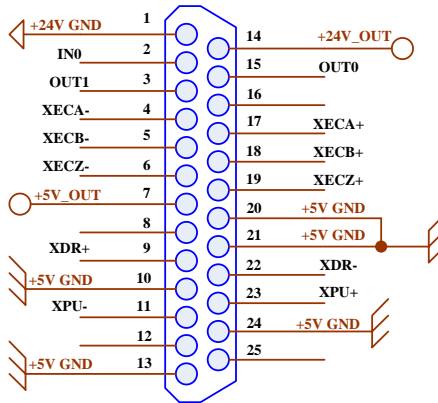 1 +24V GND
14 +24V_OUT
2 IN0
15 OUT0
3 OUT1
16
4 XECA-
17 XECA+
5 XECB-
18 XECB+
6 XECZ-
19 XECZ+
7 +5V_OUT
20 +5V GND
8
21 +5V GND
9 XDR+
22 XDR-
10 +5V GND
23 XPU+
11 XPU-
24 +5V GND
12
25
13 +5V GND